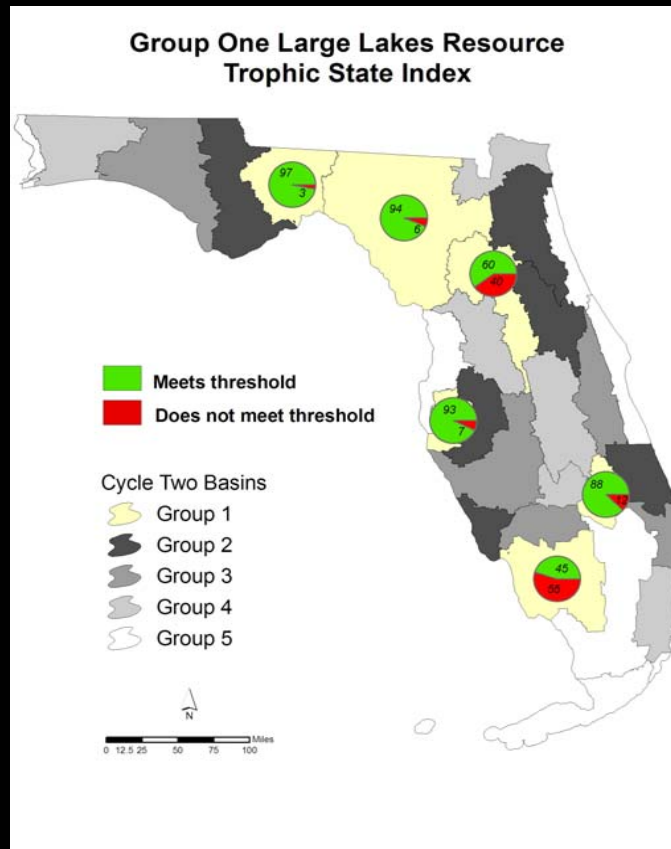 Group One Large Lakes Resource
Trophic State Index
97
3
94
6
60
40
Meets threshold
Does not meet threshold
93
7
88
12
Cycle Two Basins
Group 1
Group 2
Group 3
Group 4
Group 5
45
55
N
Miles
0 12.5 25 50 75 100